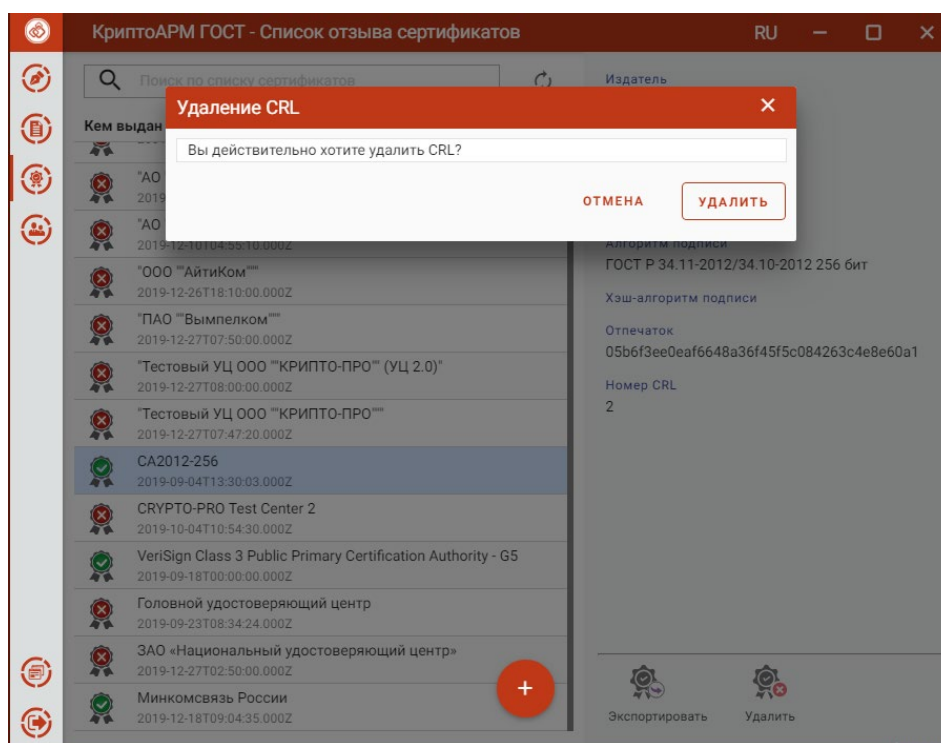 КриптоАРМ ГОСТ - Список отзыва сертификатов
RU
Поиск по списку сертификатов
Кем выдан
Удаление CRL
Вы действительно хотите удалить CRL?
ОТМЕНА
УДАЛИТЬ
"АО
2019
"АО
2019-12-10T04:55:10.000Z
"ООО ""АйтиКом"""
2019-12-26T18:10:00.000Z
"ПАО ""Вымпелком"""
2019-12-27T07:50:00.000Z
"Тестовый УЦ ООО ""КРИПТО-ПРО"" (УЦ 2.0)"
2019-12-27T08:00:00.000Z
"Тестовый УЦ ООО ""КРИПТО-ПРО"""
2019-12-27T07:47:20.000Z
CA2012-256
2019-09-04T13:30:03.000Z
CRYPTO-PRO Test Center 2
2019-10-04T10:54:30.000Z
VeriSign Class 3 Public Primary Certification Authority - G5
2019-09-18T00:00:00.000Z
Головной удостоверяющий центр
2019-09-23T08:34:24.000Z
ЗАО «Национальный удостоверяющий центр»
2019-12-27T02:50:00.000Z
Минкомсвязь России
2019-12-18T09:04:35.000Z
Издатель
Алгоритм подписи
ГОСТ Р 34.11-2012/34.10-2012 256 бит
Хэш-алгоритм подписи
Отпечаток
05b6f3ee0eaf6648a36f45f5c084263c4e8e60a1
Номер CRL
2
Экспортировать
Удалить